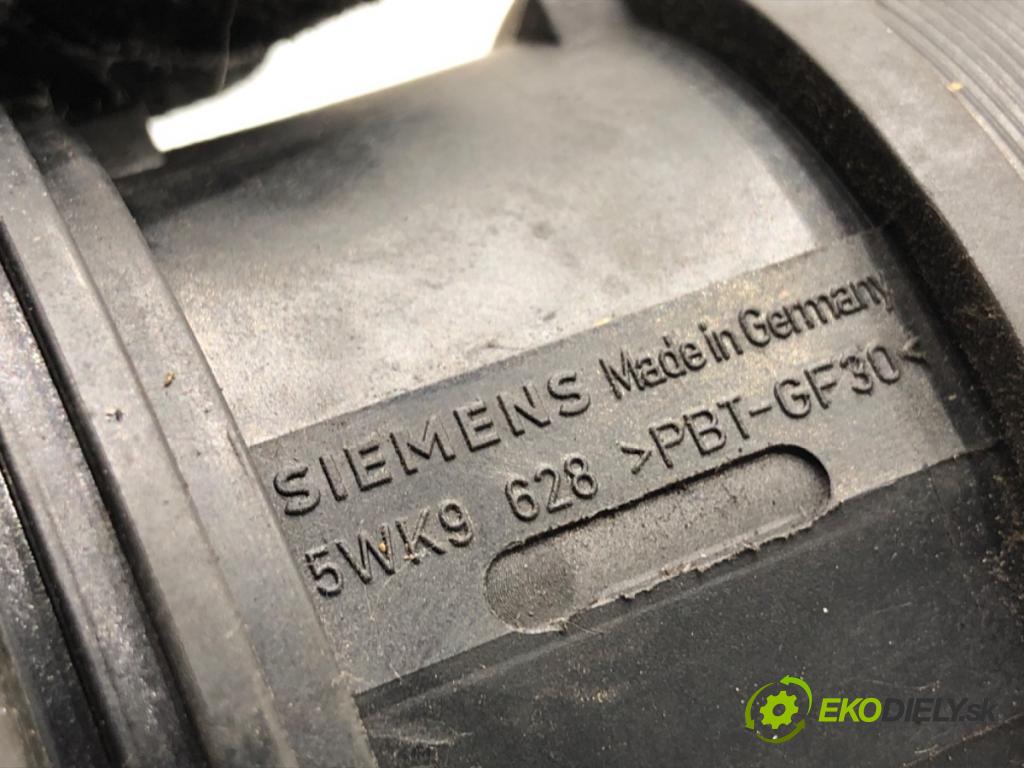 SIEMENS Made in Germany
5WK9 628 >PBT-GF30<
EKODIELY.sk